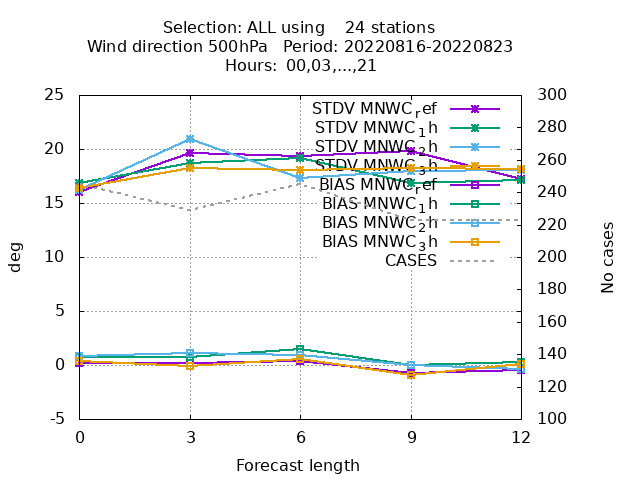 Selection: ALL using 24 stations
Wind direction 500hPa Period: 20220816-20220823
Hours: 00,03,...,21
25
20
15
10
5
0
-5
300
280
260
240
220
200
180
160
140
120
100
deg
No cases
STDV MNWC_ref
STDV MNWC_1h
STDV MNWC_2h
STDV MNWC_3h
BIAS MNWC_ref
BIAS MNWC_1h
BIAS MNWC_2h
BIAS MNWC_3h
CASES
0 3 6 9 12
Forecast length